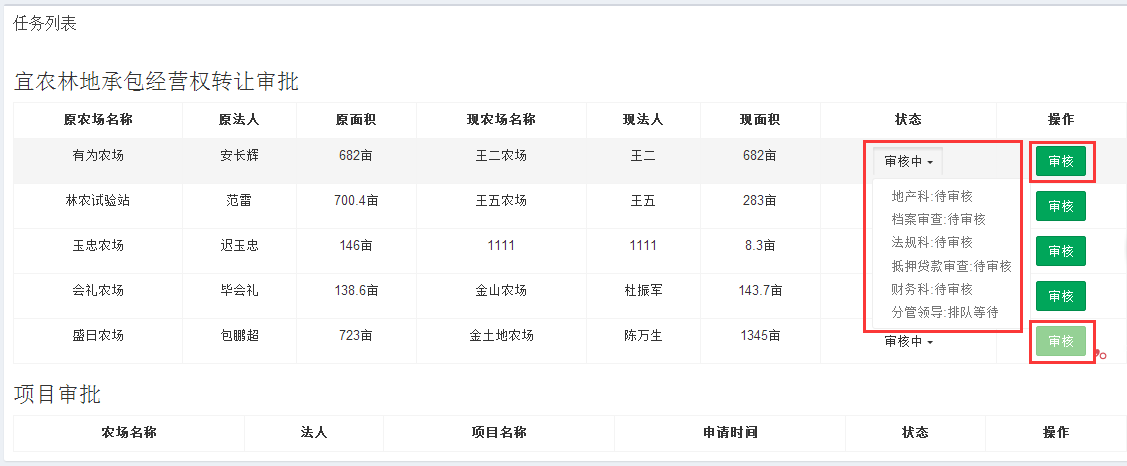 任务列表
宜农林地承包经营权转让审批
原农场名称 原法人 原面积 现农场名称 现法人 现面积 状态 操作
有为农场 安长辉 682亩 王二农场 王二 682亩 审核中 审核
林农试验站 范雷 700.4亩 王五农场 王五 283亩 审核
玉忠农场 迟玉忠 146亩 1111 1111 8.3亩 审核
会礼农场 毕会礼 138.6亩 金山农场 杜振军 143.7亩 审核
盛日农场 包鹏超 723亩 金土地农场 陈万生 1345亩 审核中 审核
地产科:待审核
档案审查:待审核
法规科:待审核
抵押贷款审查:待审核
财务科:待审核
分管领导:排队等待
项目审批
农场名称 法人 项目名称 申请时间 状态 操作